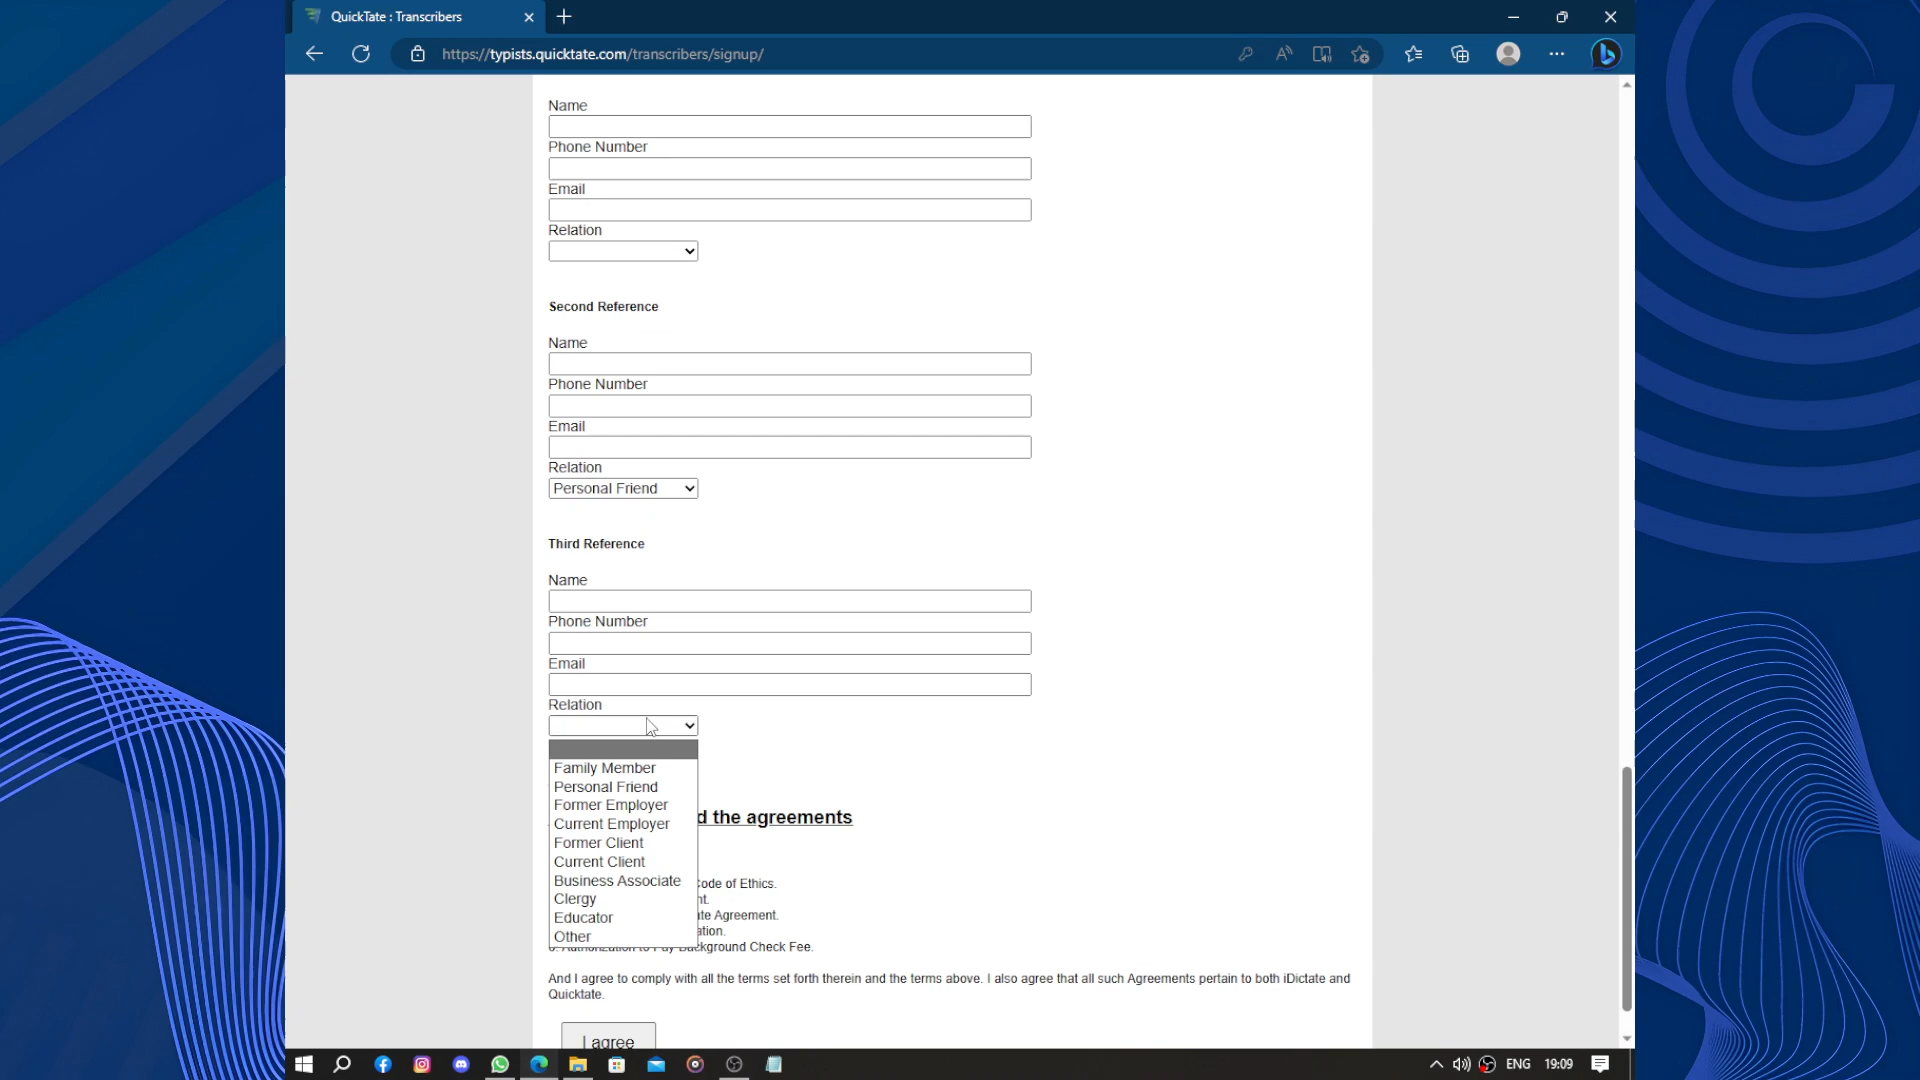 QuickTate : Transcribers
https://typists.quicktate.com/transcribers/signup/
Name
Phone Number
Email
Relation
Second Reference
Name
Phone Number
Email
Relation
Personal Friend
Third Reference
Name
Phone Number
Email
Relation
Family Member
Personal Friend
Former Employer
Current Employer
Former Client
Current Client
Business Associate
Clergy
Educator
Other
d the agreements
ode of Ethics.
nt.
te Agreement.
ation.
kground Check Fee.
And I agree to comply with all the terms set forth therein and the terms above. I also agree that all such Agreements pertain to both iDictate and
Quicktate.
I agree
ENG 19:09